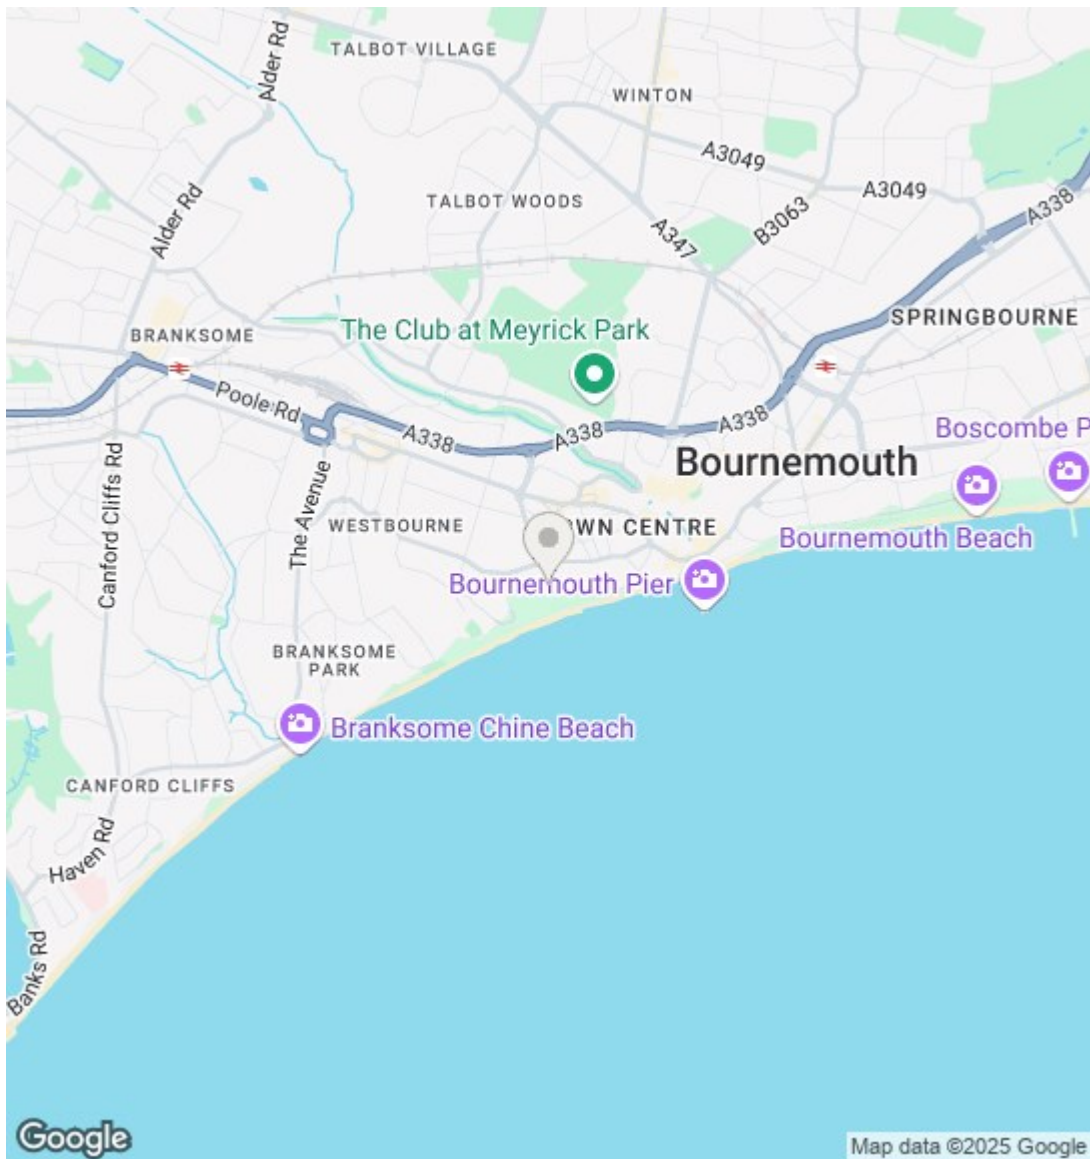 TALBOT VILLAGE
Alder Rd
WINTON
A3049
A3049
Alder Rd
TALBOT WOODS
B3063
A338
A347
SPRINGBOURNE
BRANKSOME
The Club at Meyrick Park
Poole Rd
A338
A338
A338
Boscombe P
Bournemouth
Canford Cliffs Rd
The Avenue
WESTBOURNE
WN CENTRE
Bournemouth Beach
Bournemouth Pier
BRANKSOME
PARK
Branksome Chine Beach
CANFORD CLIFFS
Haven Rd
Banks Rd
Google
Map data ©2025 Google